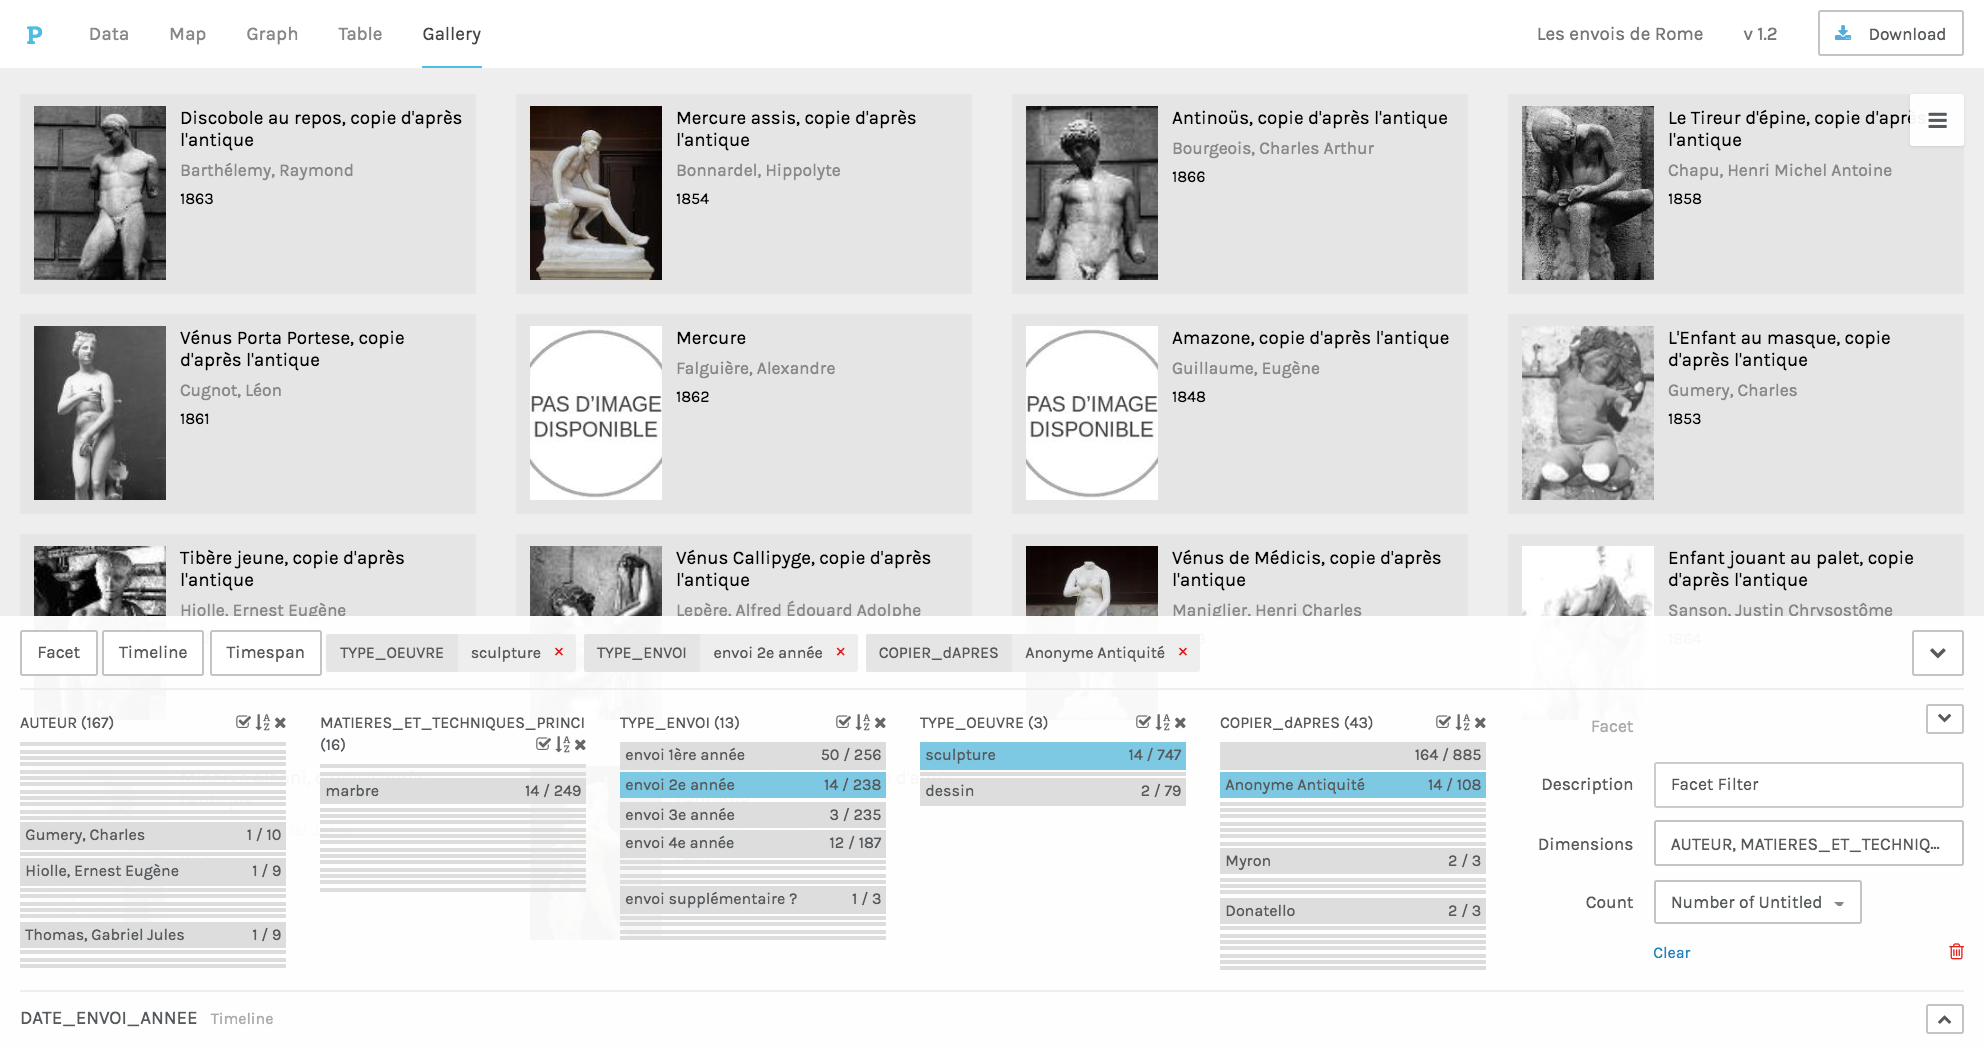 P Data Map Graph Table Gallery Les envois de Rome v 1.2 Download
Discobole au repos, copie d'après
l'antique
Barthélemy, Raymond
1863
Mercure assis, copie d'après
l'antique
Bonnardel, Hippolyte
1854
Antinoüs, copie d'après l'antique
Bourgeois, Charles Arthur
1866
Le Tireur d'épine, copie d'après
l'antique
Chapu, Henri Michel Antoine
1858
Vénus Porta Portese, copie
d'après l'antique
Cugnot, Léon
1861
PAS D'IMAGE
DISPONIBLE
Mercure
Falguière, Alexandre
1862
PAS D'IMAGE
DISPONIBLE
Amazone, copie d'après l'antique
Guillaume, Eugène
1848
L'Enfant au masque, copie
d'après l'antique
Gumery, Charles
1853
Tibère jeune, copie d'après
l'antique
Hiolle, Ernest Eugène
Vénus Callipyge, copie d'après
l'antique
Lepère, Alfred Édouard Adolphe
Vénus de Médicis, copie d'après
l'antique
Maniglier, Henri Charles
Enfant jouant au palet, copie
d'après l'antique
Sanson, Justin Chrysostôme
1864
Facet Timeline Timespan TYPE_OEUVRE sculpture × TYPE_ENVOI envoi 2e année × COPIER_dAPRES Anonyme Antiquité ×
AUTEUR (167)
Gumery, Charles 1 / 10
Hiolle, Ernest Eugène 1 / 9
Thomas, Gabriel Jules 1 / 9
MATIERES_ET_TECHNIQUES_PRINCI
(16)
marbre 14 / 249
TYPE_ENVOI (13)
envoi 1ère année 50 / 256
envoi 2e année 14 / 238
envoi 3e année 3 / 235
envoi 4e année 12 / 187
envoi supplémentaire ? 1 / 3
TYPE_OEUVRE (3)
sculpture 14 / 747
dessin 2 / 79
COPIER_dAPRES (43)
164 / 885
Anonyme Antiquité 14 / 108
Myron 2 / 3
Donatello 2 / 3
Facet
Description Facet Filter
Dimensions AUTEUR, MATIERES_ET_TECHNIQ...
Count Number of Untitled
Clear
DATE_ENVOI_ANNEE Timeline